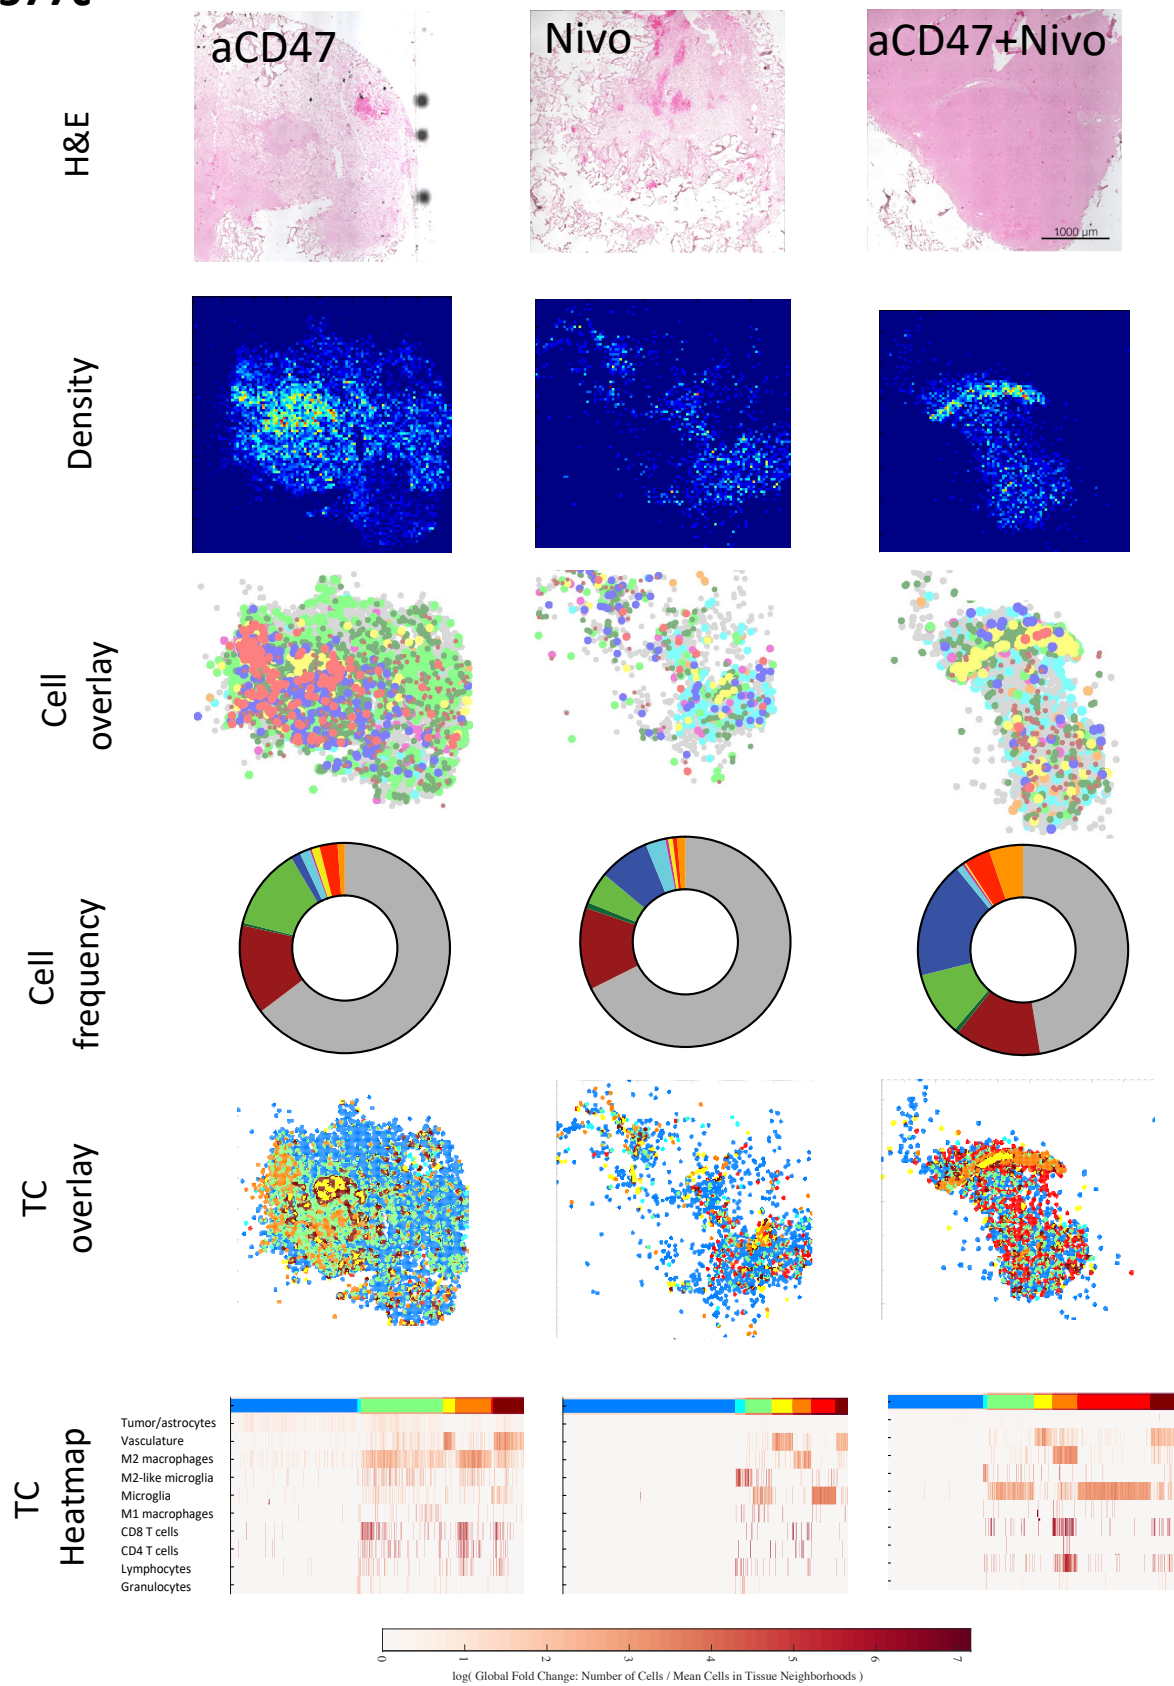 aCD47
Nivo
aCD47+Nivo
H&E
1000 µm
Density
Cell
overlay
Cell
frequency
TC
overlay
TC
Heatmap
Tumor/astrocytes
Vasculature
M2 macrophages
M2-like microglia
Microglia
M1 macrophages
CD8 T cells
CD4 T cells
Lymphocytes
Granulocytes
0 1 2 3 4 5 6 7
log( Global Fold Change: Number of Cells / Mean Cells in Tissue Neighborhoods )